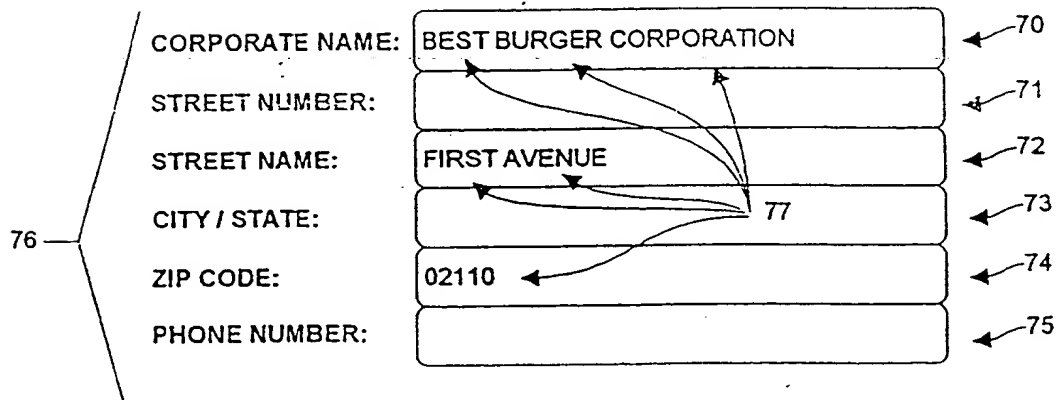 CORPORATE NAME: BEST BURGER CORPORATION 70
STREET NUMBER: 71
STREET NAME: FIRST AVENUE 72
CITY / STATE: 77 73
76
ZIP CODE: 02110 74
PHONE NUMBER: 75